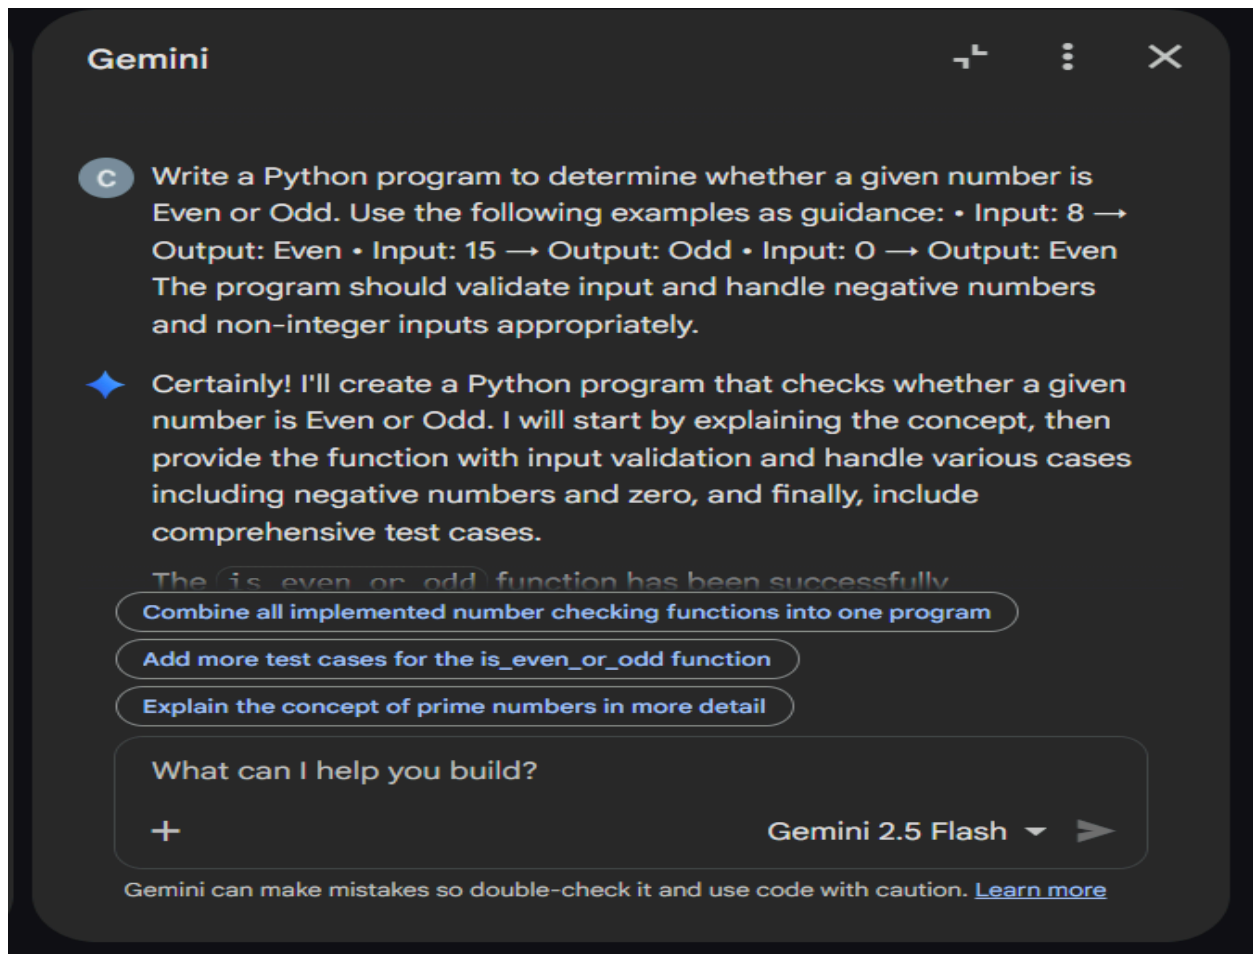 Gemini
C
Write a Python program to determine whether a given number is
Even or Odd. Use the following examples as guidance: • Input: 8 →
Output: Even • Input: 15 → Output: Odd • Input: 0 → Output: Even
The program should validate input and handle negative numbers
and non-integer inputs appropriately.
Certainly! I'll create a Python program that checks whether a given
number is Even or Odd. I will start by explaining the concept, then
provide the function with input validation and handle various cases
including negative numbers and zero, and finally, include
comprehensive test cases.
The is_even_or_odd function has been successfully
Combine all implemented number checking functions into one program
Add more test cases for the is_even_or_odd function
Explain the concept of prime numbers in more detail
What can I help you build?
Gemini 2.5 Flash
Gemini can make mistakes so double-check it and use code with caution. Learn more